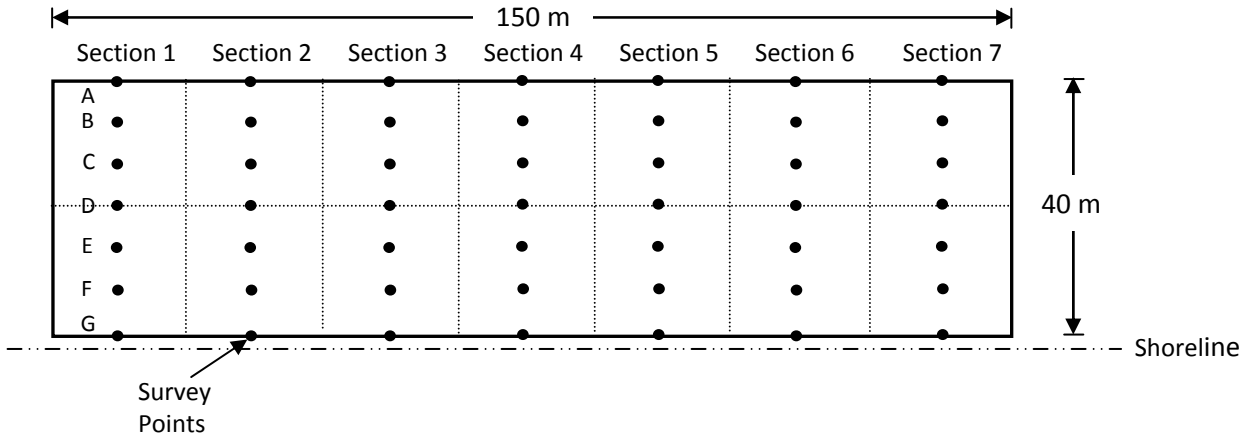 150 m
Section 1 Section 2 Section 3 Section 4 Section 5 Section 6 Section 7
A
B
C
D
E
F
G
40 m
Shoreline
Survey
Points